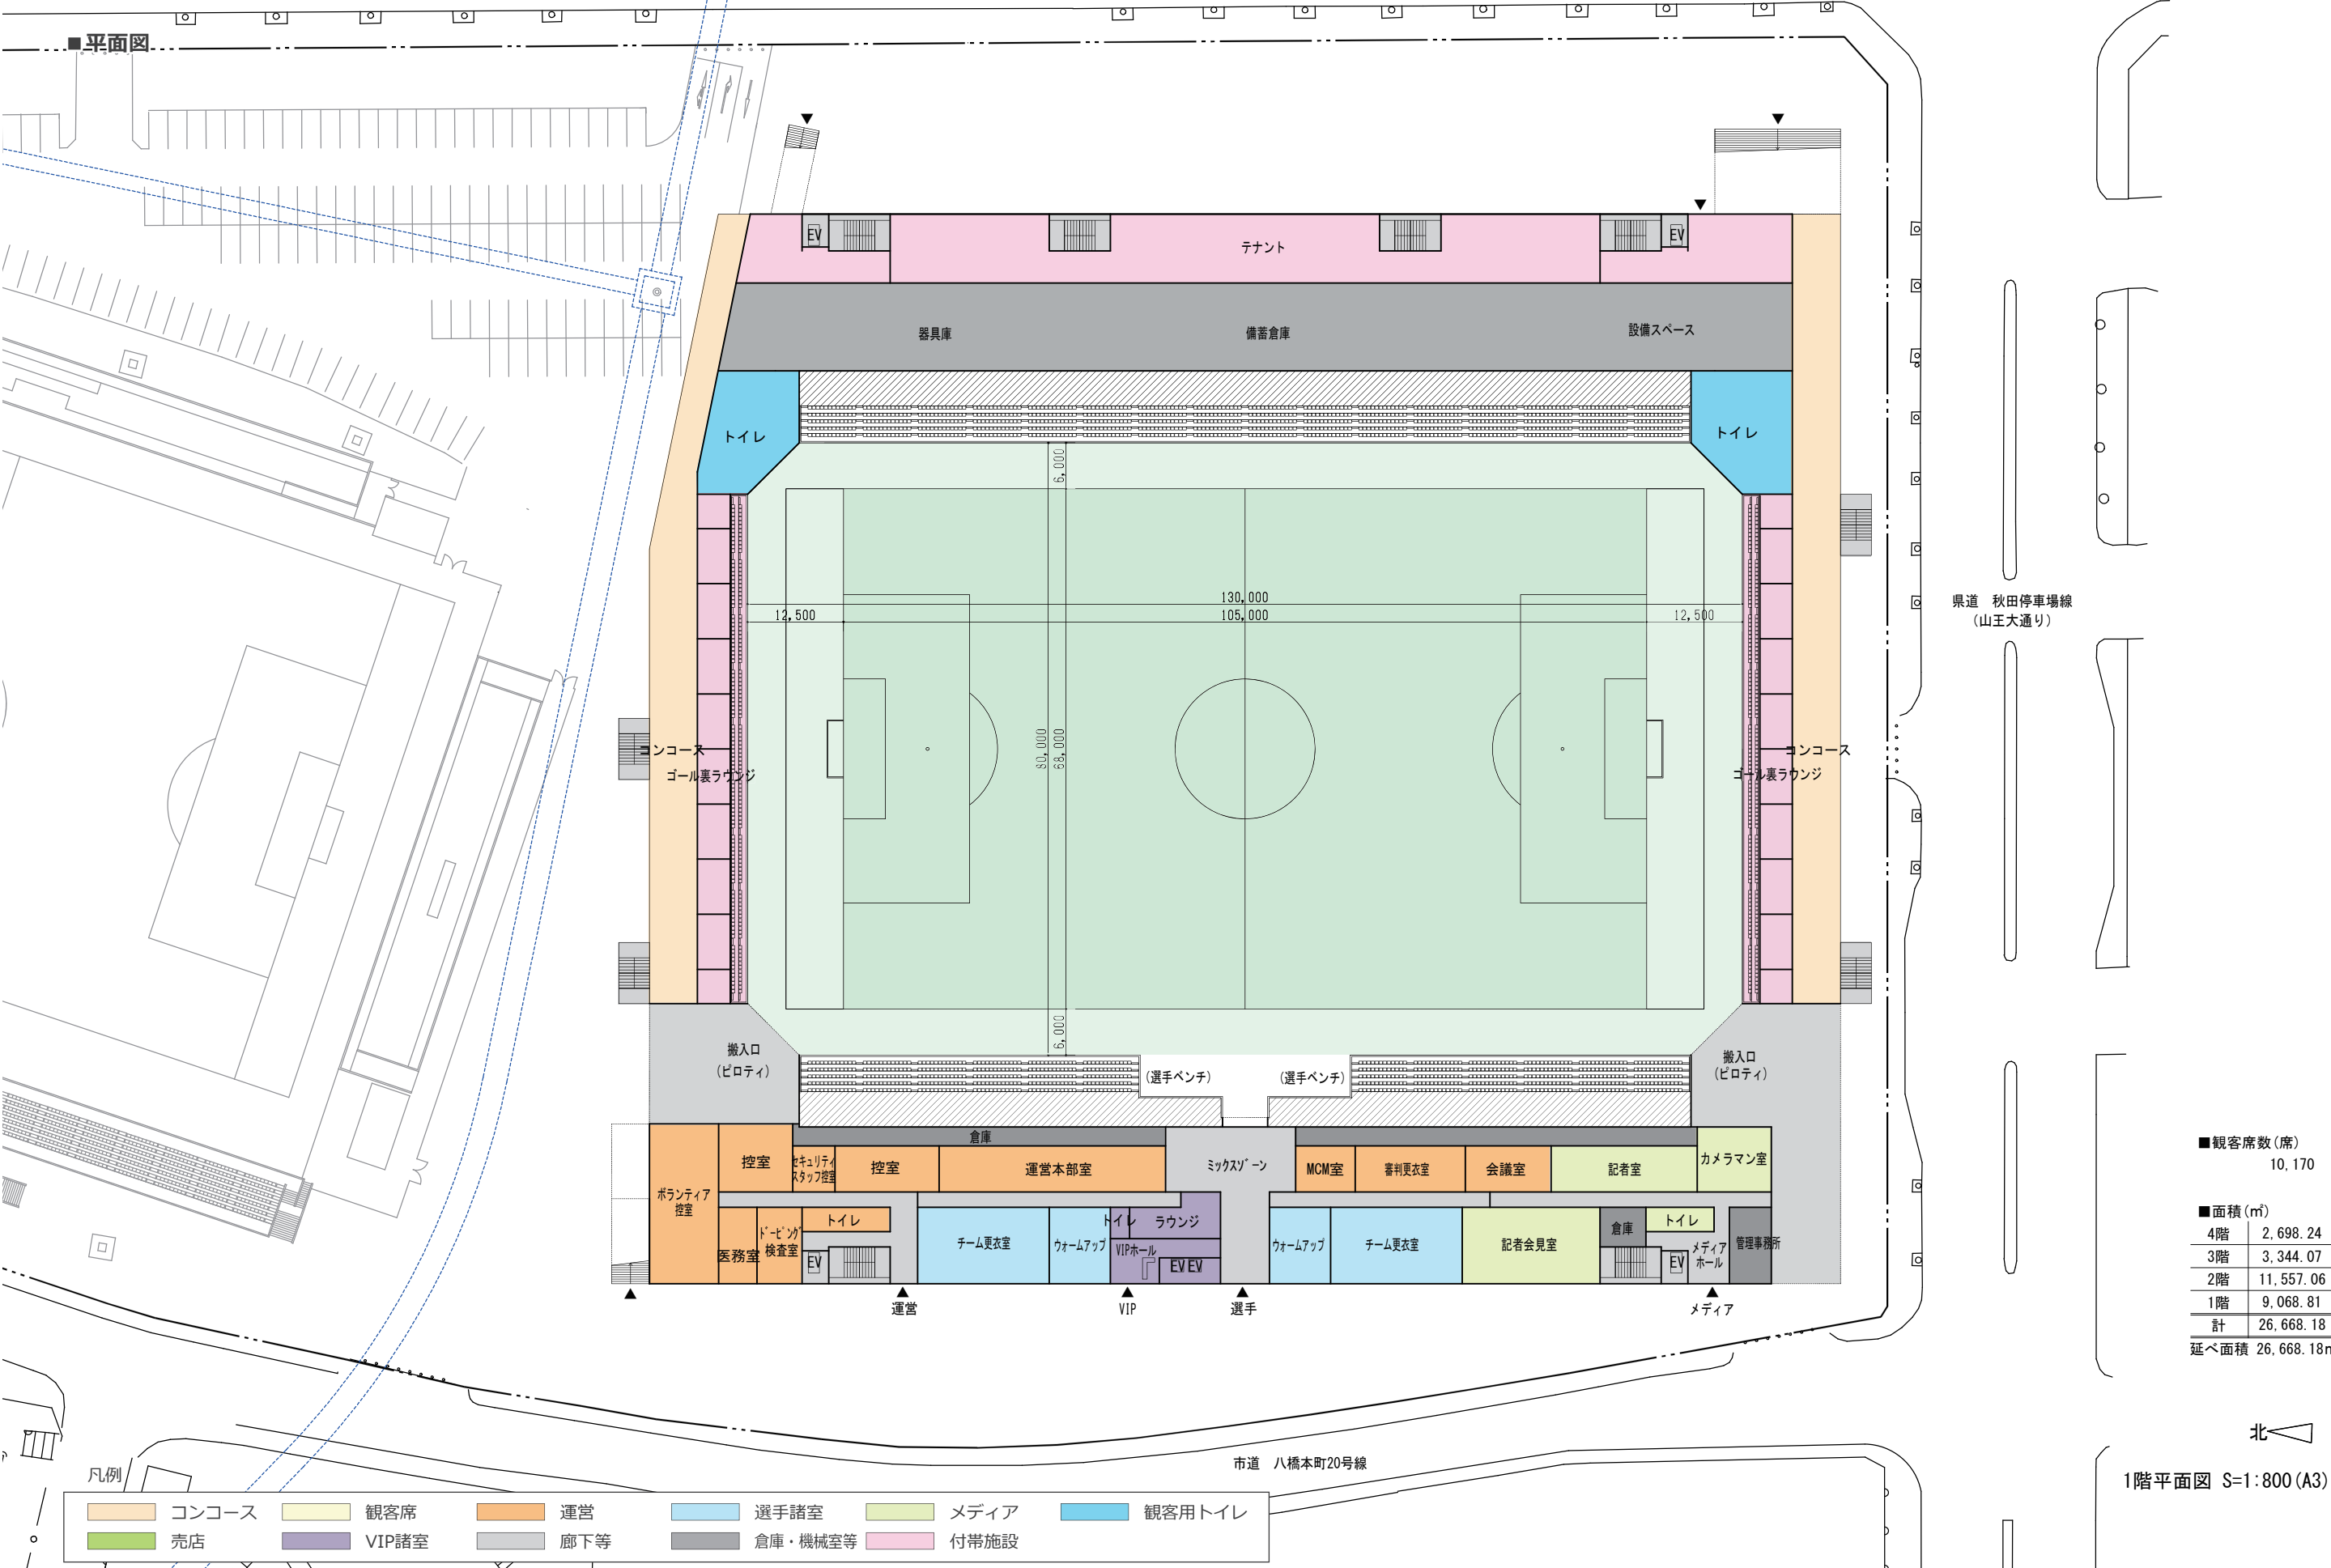 ■平面図
EV
EV
テナント
器具庫
備蓄倉庫
設備スペース
トイレ
トイレ
6,000
130,000
12,500
105,000
12,500
県道 秋田停車場線
(山王大通り)
80,000
68,000
コンコース
ゴール裏ラウンジ
コンコース
ゴール裏ラウンジ
6,000
搬入口
(ピロティ)
(選手ベンチ)
(選手ベンチ)
搬入口
(ピロティ)
倉庫
控室
セキュリティ
スタッフ控室
控室
運営本部室
ミックスゾーン
MCM室
審判更衣室
会議室
記者室
カメラマン室
ボランティア
控室
医務室
ドーピング
検査室
トイレ
EV
チーム更衣室
ウォームアップ
トイレ
ラウンジ
VIPホール
EV EV
ウォームアップ
チーム更衣室
記者会見室
倉庫
トイレ
EV
メディア
ホール
管理事務所
運営
VIP
選手
メディア
■観客席数(席)
10,170
■面積(㎡)
4階 2,698.24
3階 3,344.07
2階 11,557.06
1階 9,068.81
計 26,668.18
延べ面積 26,668.18㎡
北
市道 八橋本町20号線
1階平面図 S=1:800(A3)
凡例
コンコース 観客席 運営 選手諸室 メディア 観客用トイレ
売店 VIP諸室 廊下等 倉庫・機械室等 付帯施設